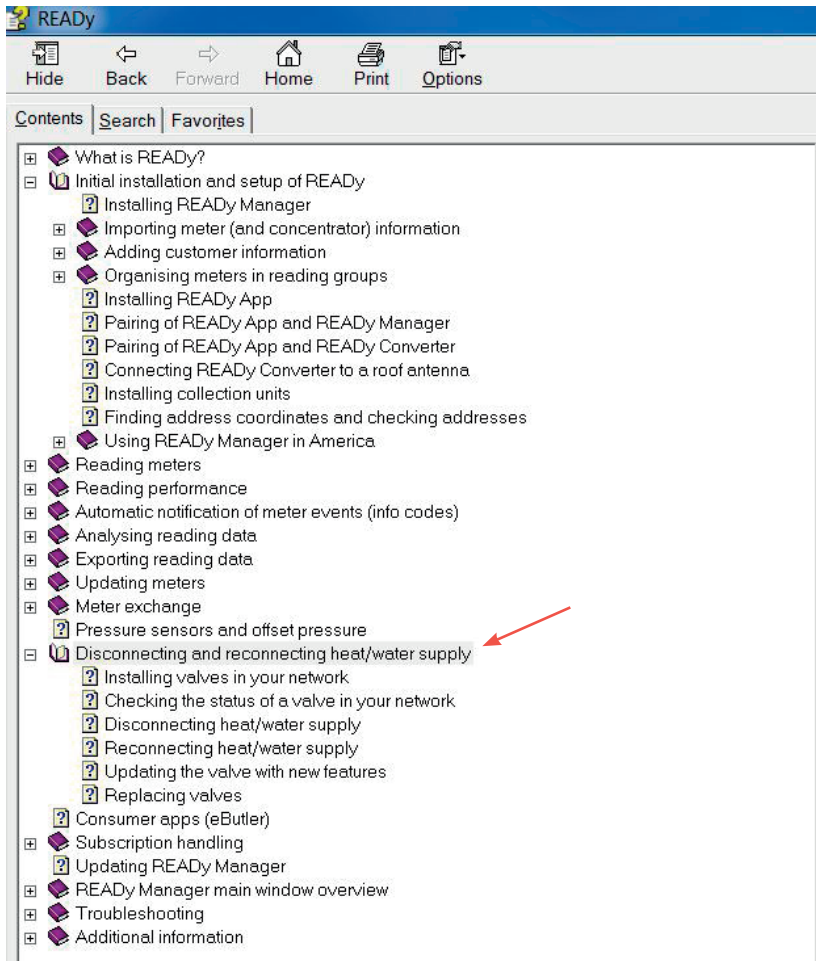 READy
Hide Back Forward Home Print Options
Contents Search Favorites
What is READy?
Initial installation and setup of READy
Installing READy Manager
Importing meter (and concentrator) information
Adding customer information
Organising meters in reading groups
Installing READy App
Pairing of READy App and READy Manager
Pairing of READy App and READy Converter
Connecting READy Converter to a roof antenna
Installing collection units
Finding address coordinates and checking addresses
Using READy Manager in America
Reading meters
Reading performance
Automatic notification of meter events (info codes)
Analysing reading data
Exporting reading data
Updating meters
Meter exchange
Pressure sensors and offset pressure
Disconnecting and reconnecting heat/water supply
Installing valves in your network
Checking the status of a valve in your network
Disconnecting heat/water supply
Reconnecting heat/water supply
Updating the valve with new features
Replacing valves
Consumer apps (eButler)
Subscription handling
Updating READy Manager
READy Manager main window overview
Troubleshooting
Additional information